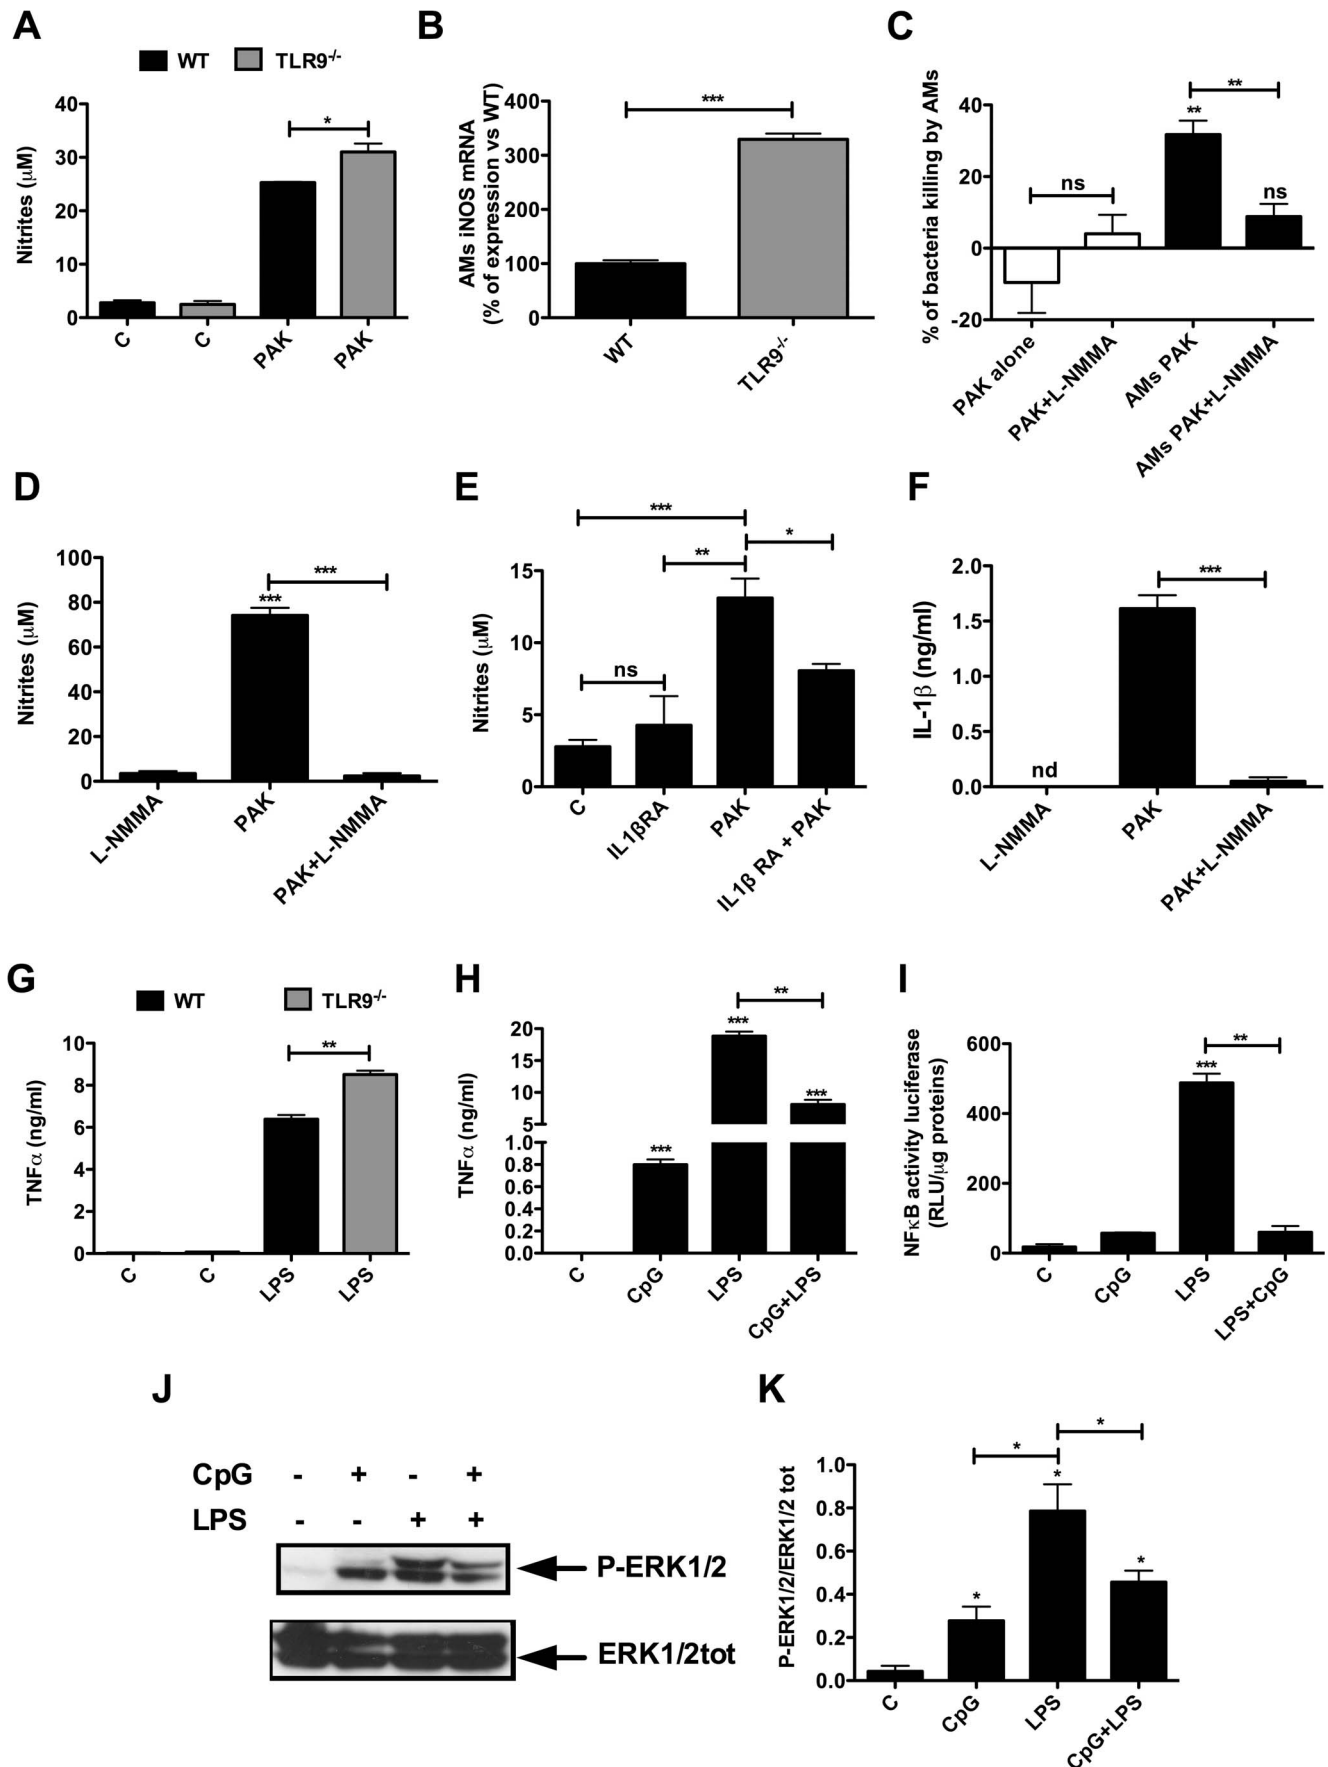 A
WT TLR9-/-
Nitrites (μM)
40
30
20
10
0
*
C C PAK PAK
B
AMs iNOS mRNA
(% of expression vs WT)
400
300
200
100
0
***
WT TLR9-/-
C
% of bacteria killing by AMs
40
20
0
-20
ns
**
**
ns
PAK alone PAK+L-NMMA AMs PAK AMs PAK+L-NMMA
D
Nitrites (μM)
100
80
60
40
20
0
***
***
L-NMMA PAK PAK+L-NMMA
E
Nitrites (μM)
15
10
5
0
***
**
*
ns
C IL1βRA PAK IL1β RA + PAK
F
IL-1β (ng/ml)
2.0
1.5
1.0
0.5
0.0
***
nd
L-NMMA PAK PAK+L-NMMA
G
WT TLR9-/-
TNFα (ng/ml)
10
8
6
4
2
0
**
C C LPS LPS
H
TNFα (ng/ml)
20
15
10
5
1.0
0.8
0.6
0.4
0.2
0.0
**
***
***
***
C CpG LPS CpG+LPS
I
NFκB activity luciferase
(RLU/μg proteins)
600
400
200
0
**
***
C CpG LPS LPS+CpG
J
CpG - + - +
LPS - - + +
P-ERK1/2
ERK1/2tot
K
P-ERK1/2/ERK1/2 tot
1.0
0.8
0.6
0.4
0.2
0.0
*
*
*
*
*
C CpG LPS CpG+LPS